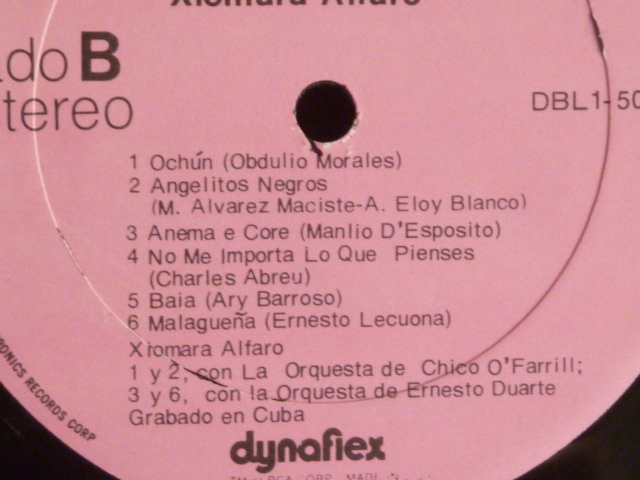 Xiomara Alfaro
do B
tereo
DBL1-50
1 Ochún (Obdulio Morales)
2 Angelitos Negros
(M. Alvarez Maciste-A. Eloy Blanco)
3 Anema e Core (Manlio D'Esposito)
4 No Me Importa Lo Que Pienses
(Charles Abreu)
5 Baia (Ary Barroso)
6 Malagueña (Ernesto Lecuona)
Xiomara Alfaro
1 y 2, con La Orquesta de Chico O'Farrill;
3 y 6, con la Orquesta de Ernesto Duarte
Grabado en Cuba
dynaflex
RECORDS CORP